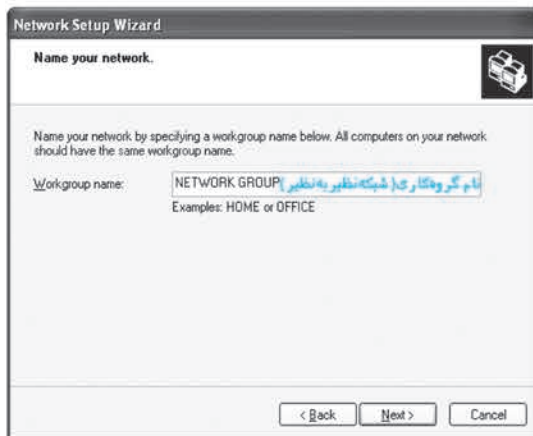 Network Setup Wizard
Name your network.
Name your network by specifying a workgroup name below. All computers on your network
should have the same workgroup name.
Workgroup name: NETWORK GROUP نام گروه‌کاری( شبکه‌نظیر به‌نظیر )
Examples: HOME or OFFICE
< Back Next > Cancel